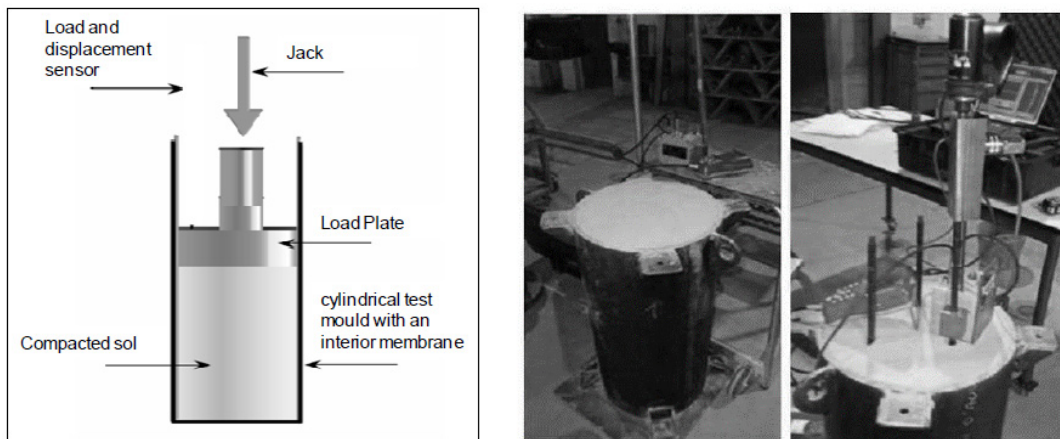 Load and
displacement
sensor
Jack
Load Plate
cylindrical test
mould with an
interior membrane
Compacted sol